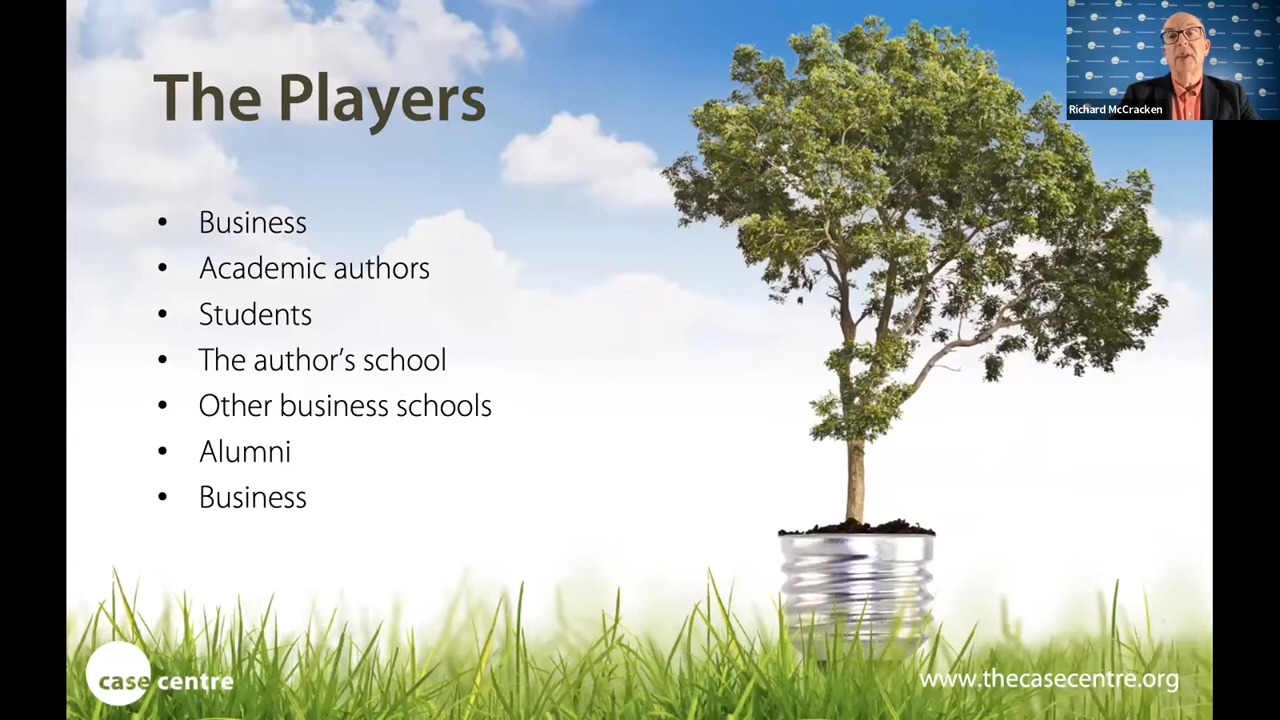 The Players
Richard McCracken
• Business
• Academic authors
• Students
• The author's school
• Other business schools
• Alumni
• Business
case centre
www.thecasecentre.org